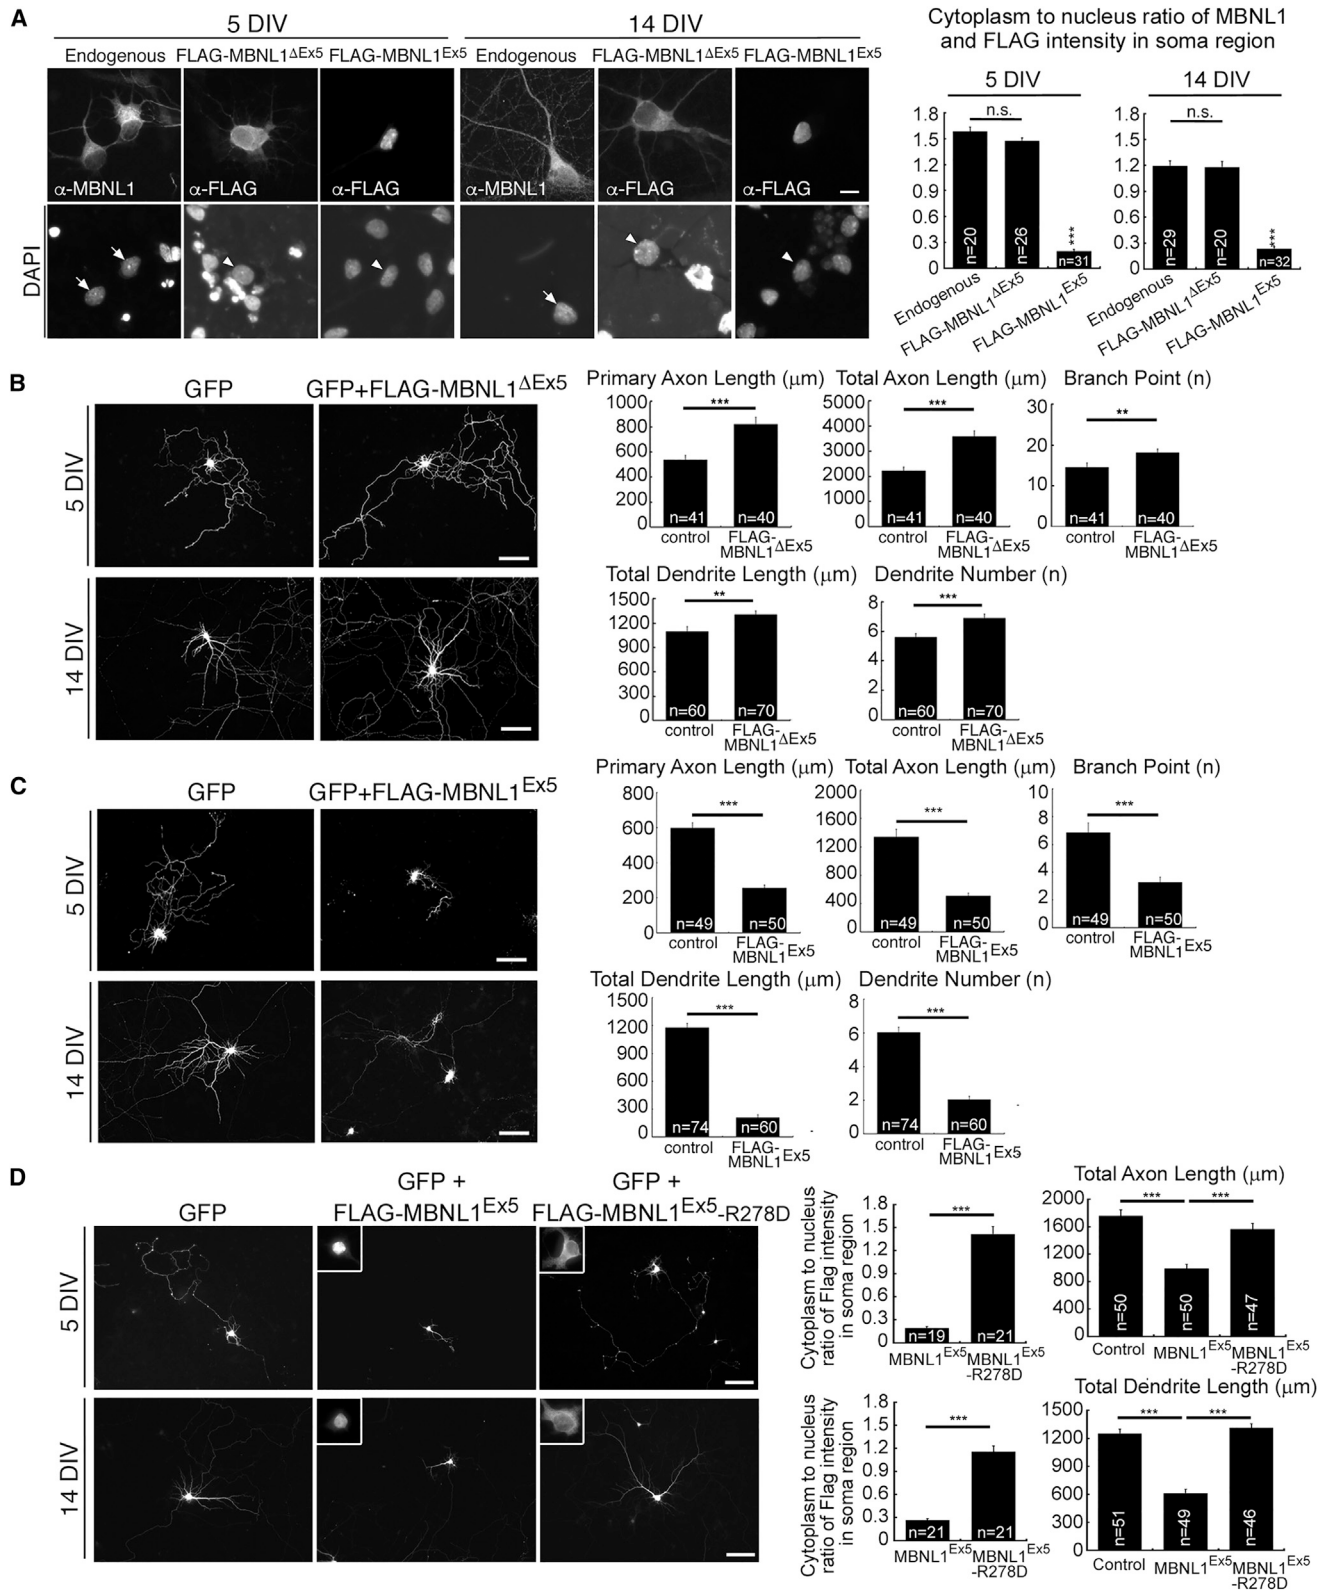 A
5 DIV
14 DIV
Endogenous FLAG-MBNL1ΔEx5 FLAG-MBNL1Ex5
Endogenous FLAG-MBNL1ΔEx5 FLAG-MBNL1Ex5
α-MBNL1 α-FLAG α-FLAG α-MBNL1 α-FLAG α-FLAG
DAPI
Cytoplasm to nucleus ratio of MBNL1
and FLAG intensity in soma region
5 DIV
1.8
1.5
1.2
0.9
0.6
0.3
0
n.s.
***
n=20 n=26 n=31
Endogenous
FLAG-MBNL1ΔEx5
FLAG-MBNL1Ex5
14 DIV
1.8
1.5
1.2
0.9
0.6
0.3
0
n.s.
***
n=29 n=20 n=32
Endogenous
FLAG-MBNL1ΔEx5
FLAG-MBNL1Ex5
B
GFP GFP+FLAG-MBNL1ΔEx5
5 DIV
14 DIV
Primary Axon Length (μm)
1000
800
600
400
200
0
***
n=41 n=40
control FLAG-
MBNL1ΔEx5
Total Axon Length (μm)
5000
4000
3000
2000
1000
0
***
n=41 n=40
control FLAG-
MBNL1ΔEx5
Branch Point (n)
30
20
10
0
**
n=41 n=40
control FLAG-
MBNL1ΔEx5
Total Dendrite Length (μm)
1500
1200
900
600
300
0
**
n=60 n=70
control FLAG-
MBNL1ΔEx5
Dendrite Number (n)
8
6
4
2
0
***
n=60 n=70
control FLAG-
MBNL1ΔEx5
C
GFP GFP+FLAG-MBNL1Ex5
5 DIV
14 DIV
Primary Axon Length (μm)
800
600
400
200
0
***
n=49 n=50
control FLAG-
MBNL1Ex5
Total Axon Length (μm)
2000
1600
1200
800
400
0
***
n=49 n=50
control FLAG-
MBNL1Ex5
Branch Point (n)
10
8
6
4
2
0
***
n=49 n=50
control FLAG-
MBNL1Ex5
Total Dendrite Length (μm)
1500
1200
900
600
300
0
***
n=74 n=60
control FLAG-
MBNL1Ex5
Dendrite Number (n)
8
6
4
2
0
***
n=74 n=60
control FLAG-
MBNL1Ex5
D
GFP
GFP +
FLAG-MBNL1Ex5
GFP +
FLAG-MBNL1Ex5-R278D
5 DIV
14 DIV
Cytoplasm to nucleus
ratio of Flag intensity
in soma region
1.8
1.5
1.2
0.9
0.6
0.3
0
***
n=19 n=21
MBNL1Ex5 MBNL1Ex5
-R278D
Total Axon Length (μm)
2000
1600
1200
800
400
0
*** ***
n=50 n=50 n=47
Control MBNL1Ex5 MBNL1Ex5
-R278D
Cytoplasm to nucleus
ratio of Flag intensity
in soma region
1.8
1.5
1.2
0.9
0.6
0.3
0
***
n=21 n=21
MBNL1Ex5 MBNL1Ex5
-R278D
Total Dendrite Length (μm)
1500
1200
900
600
300
0
*** ***
n=51 n=49 n=46
Control MBNL1Ex5 MBNL1Ex5
-R278D